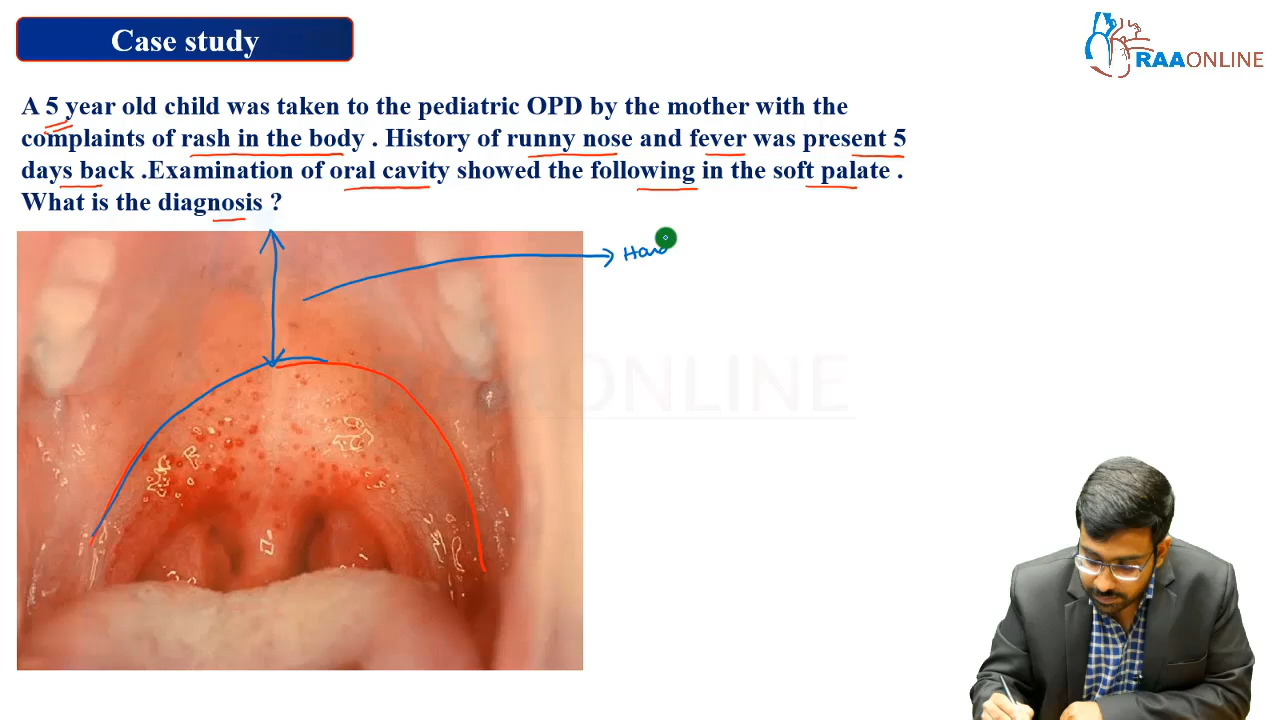 Case study
RAAONLINE
A 5 year old child was taken to the pediatric OPD by the mother with the
complaints of rash in the body . History of runny nose and fever was present 5
days back .Examination of oral cavity showed the following in the soft palate .
What is the diagnosis ?